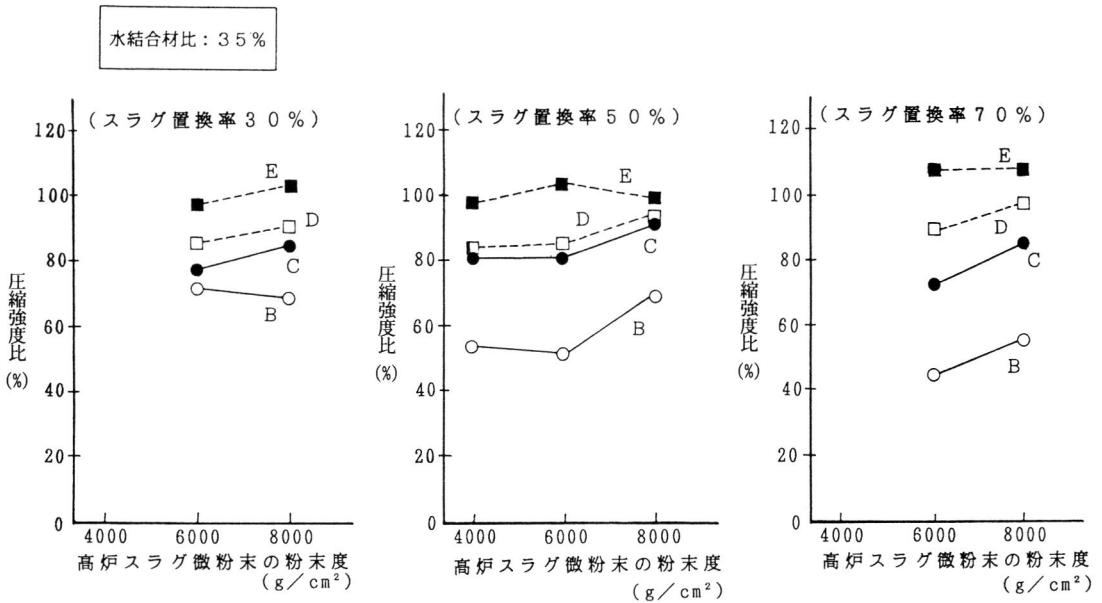 水結合材比：35%
(スラグ置換率30%)
120
100
80
60
40
20
0
圧縮強度比
(%)
E
D
C
B
4000 6000 8000
高炉スラグ微粉末の粉末度
(g/cm²)
(スラグ置換率50%)
120
100
80
60
40
20
0
圧縮強度比
(%)
E
D
C
B
4000 6000 8000
高炉スラグ微粉末の粉末度
(g/cm²)
(スラグ置換率70%)
120
100
80
60
40
20
0
圧縮強度比
(%)
E
D
C
B
4000 6000 8000
高炉スラグ微粉末の粉末度
(g/cm²)